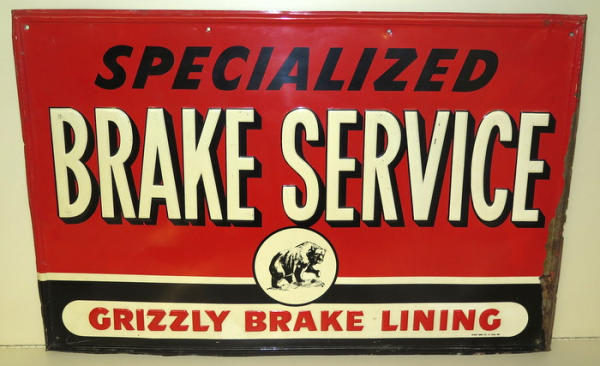 SPECIALIZED
BRAKE SERVICE
GRIZZLY BRAKE LINING